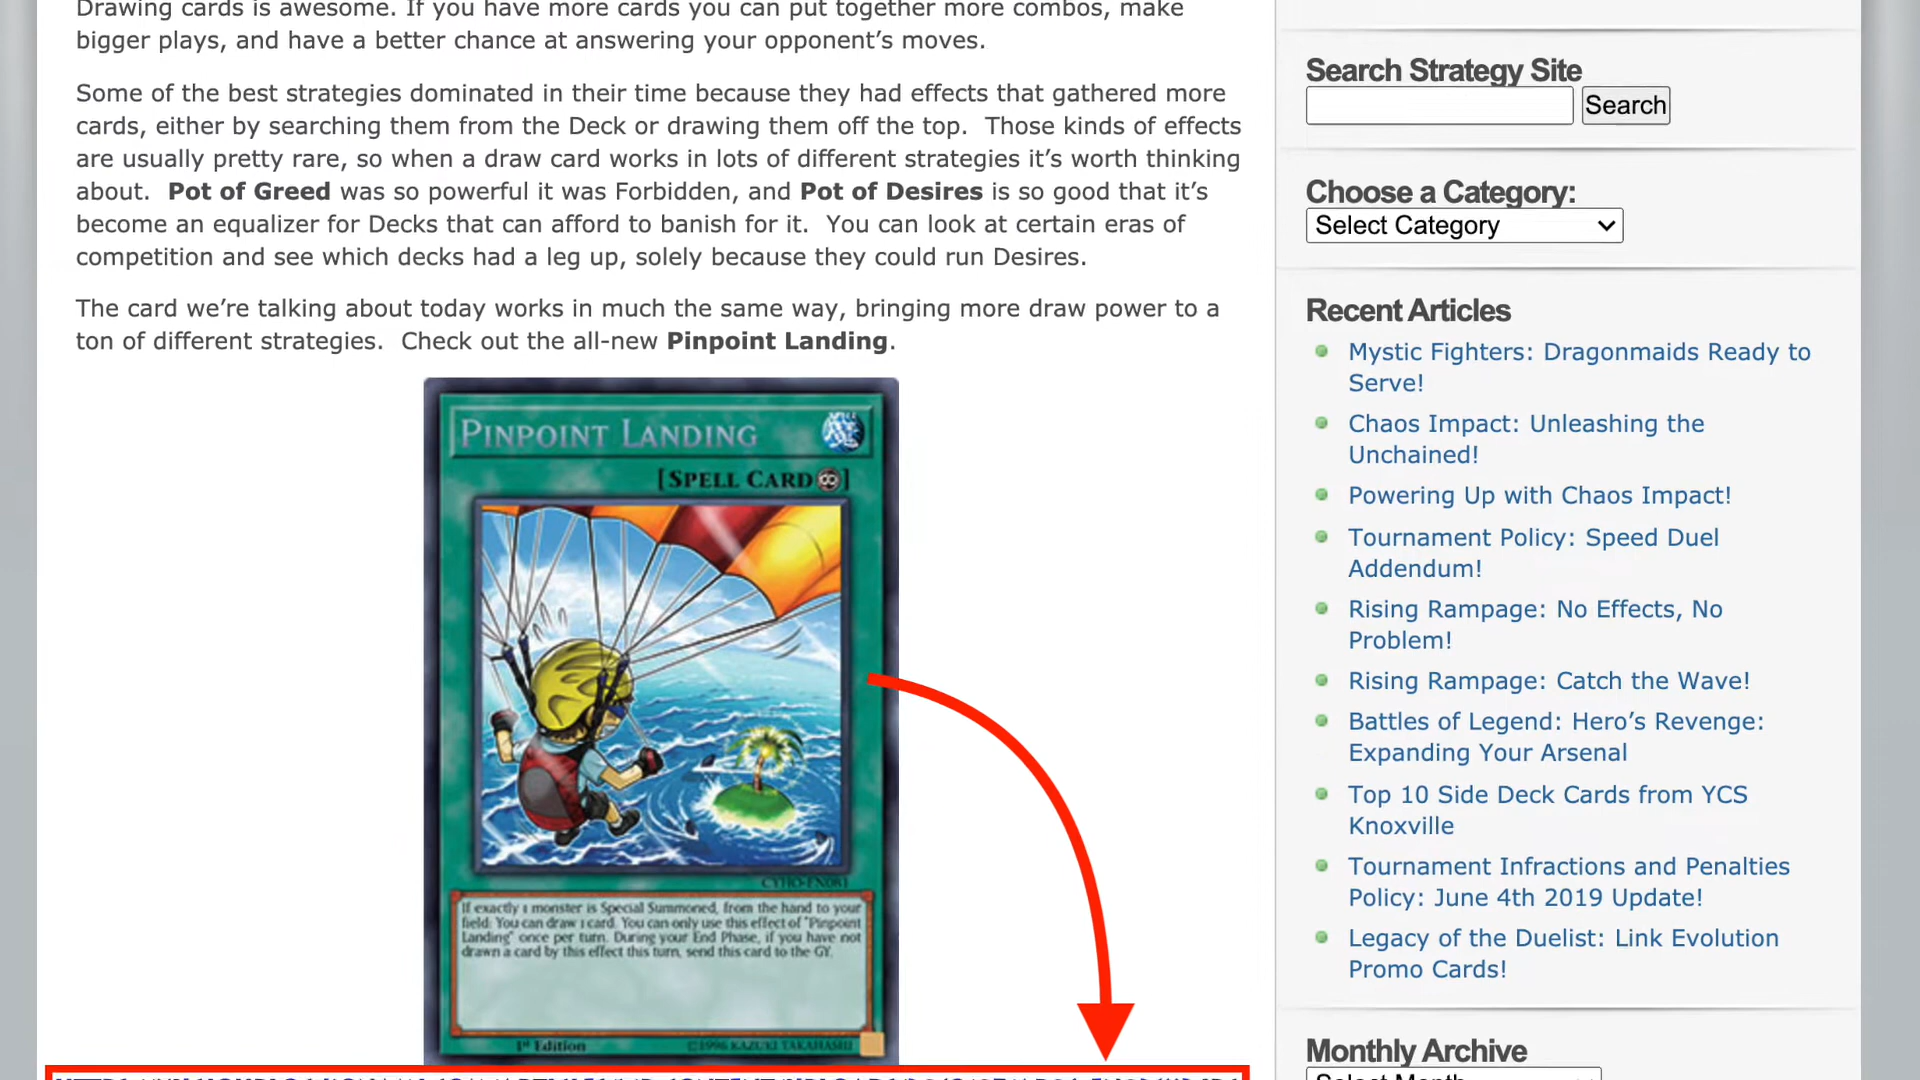 Drawing cards is awesome. If you have more cards you can put together more combos, make
bigger plays, and have a better chance at answering your opponent’s moves.
Some of the best strategies dominated in their time because they had effects that gathered more
cards, either by searching them from the Deck or drawing them off the top.  Those kinds of effects
are usually pretty rare, so when a draw card works in lots of different strategies it’s worth thinking
about.  Pot of Greed was so powerful it was Forbidden, and Pot of Desires is so good that it’s
become an equalizer for Decks that can afford to banish for it.  You can look at certain eras of
competition and see which decks had a leg up, solely because they could run Desires.
The card we’re talking about today works in much the same way, bringing more draw power to a
ton of different strategies.  Check out the all-new Pinpoint Landing.
PINPOINT LANDING
[SPELL CARD]
CYHO-EN081
If exactly 1 monster is Special Summoned, from the hand to your
field: You can draw 1 card. You can only use this effect of "Pinpoint
Landing" once per turn. During your End Phase, if you have not
drawn a card by this effect this turn, send this card to the GY.
1st Edition
©1996 KAZUKI TAKAHASHI
Search Strategy Site
Search
Choose a Category:
Select Category
Recent Articles
Mystic Fighters: Dragonmaids Ready to
Serve!
Chaos Impact: Unleashing the
Unchained!
Powering Up with Chaos Impact!
Tournament Policy: Speed Duel
Addendum!
Rising Rampage: No Effects, No
Problem!
Rising Rampage: Catch the Wave!
Battles of Legend: Hero’s Revenge:
Expanding Your Arsenal
Top 10 Side Deck Cards from YCS
Knoxville
Tournament Infractions and Penalties
Policy: June 4th 2019 Update!
Legacy of the Duelist: Link Evolution
Promo Cards!
Monthly Archive
Select Month